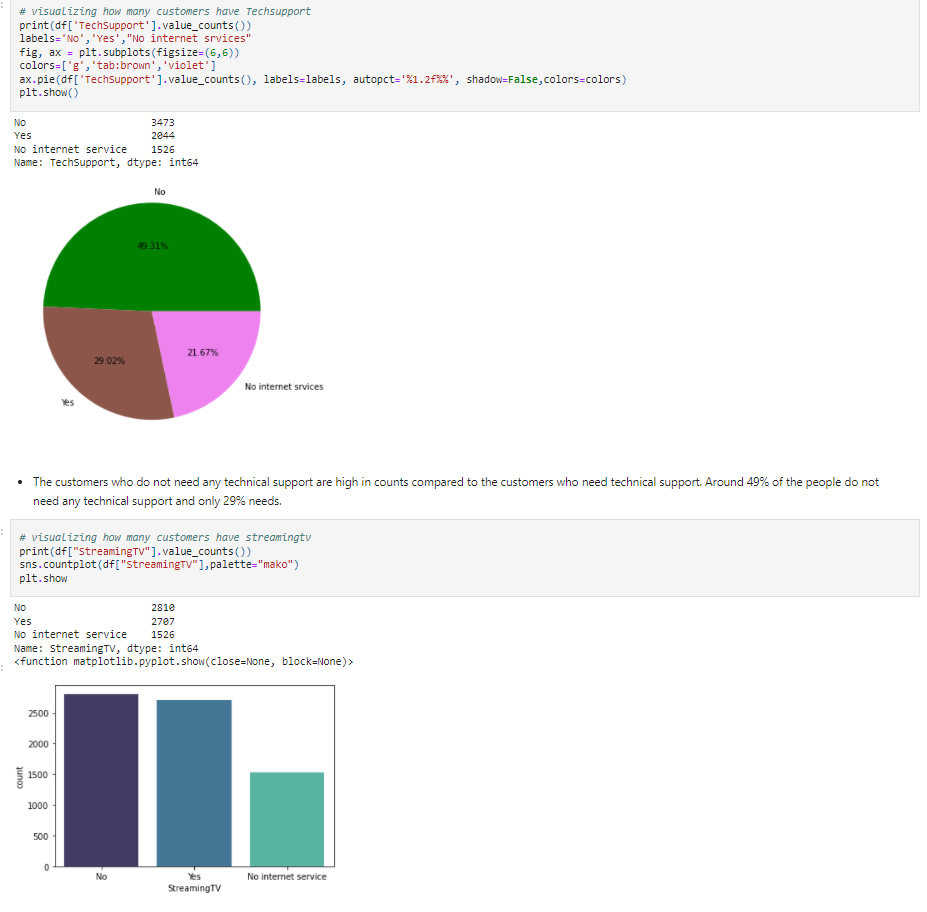 # visualizing how many customers have Techsupport
print(df['TechSupport'].value_counts())
labels='No','Yes',"No internet srvices"
fig, ax = plt.subplots(figsize=(6,6))
colors=['g','tab:brown','violet']
ax.pie(df['TechSupport'].value_counts(), labels=labels, autopct='%1.2f%%', shadow=False,colors=colors)
plt.show()
No 3473
Yes 2044
No internet service 1526
Name: TechSupport, dtype: int64
No
49.31%
21.67%
29.02%
No internet srvices
Yes
• The customers who do not need any technical support are high in counts compared to the customers who need technical support. Around 49% of the people do not
need any technical support and only 29% needs.
# visualizing how many customers have streamingtv
print(df["StreamingTV"].value_counts())
sns.countplot(df["StreamingTV"],palette="mako")
plt.show
No 2810
Yes 2707
No internet service 1526
Name: StreamingTV, dtype: int64
<function matplotlib.pyplot.show(close=None, block=None)>
2500
2000
1500
1000
500
0
count
No Yes No internet service
StreamingTV